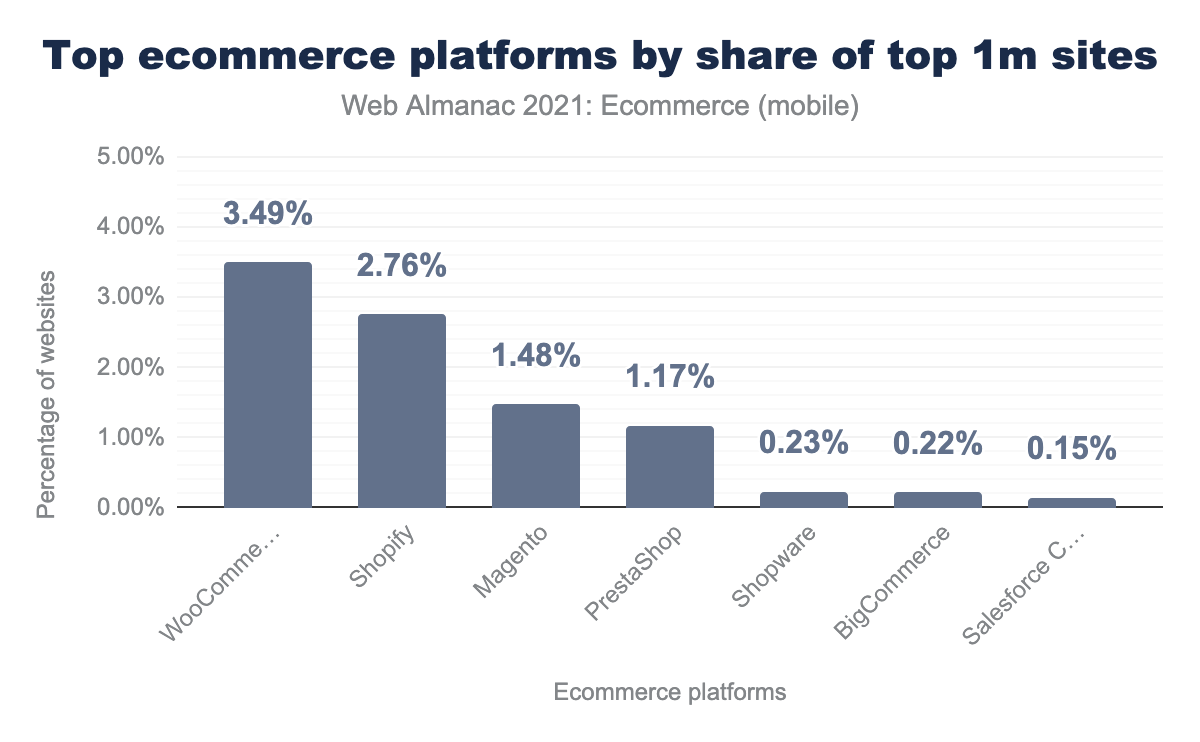 Top ecommerce platforms by share of top 1m sites
Web Almanac 2021: Ecommerce (mobile)
Percentage of websites
5.00%
4.00%
3.00%
2.00%
1.00%
0.00%
3.49%
2.76%
1.48%
1.17%
0.23%
0.22%
0.15%
WooComme...
Shopify
Magento
PrestaShop
Shopware
BigCommerce
Salesforce C...
Ecommerce platforms